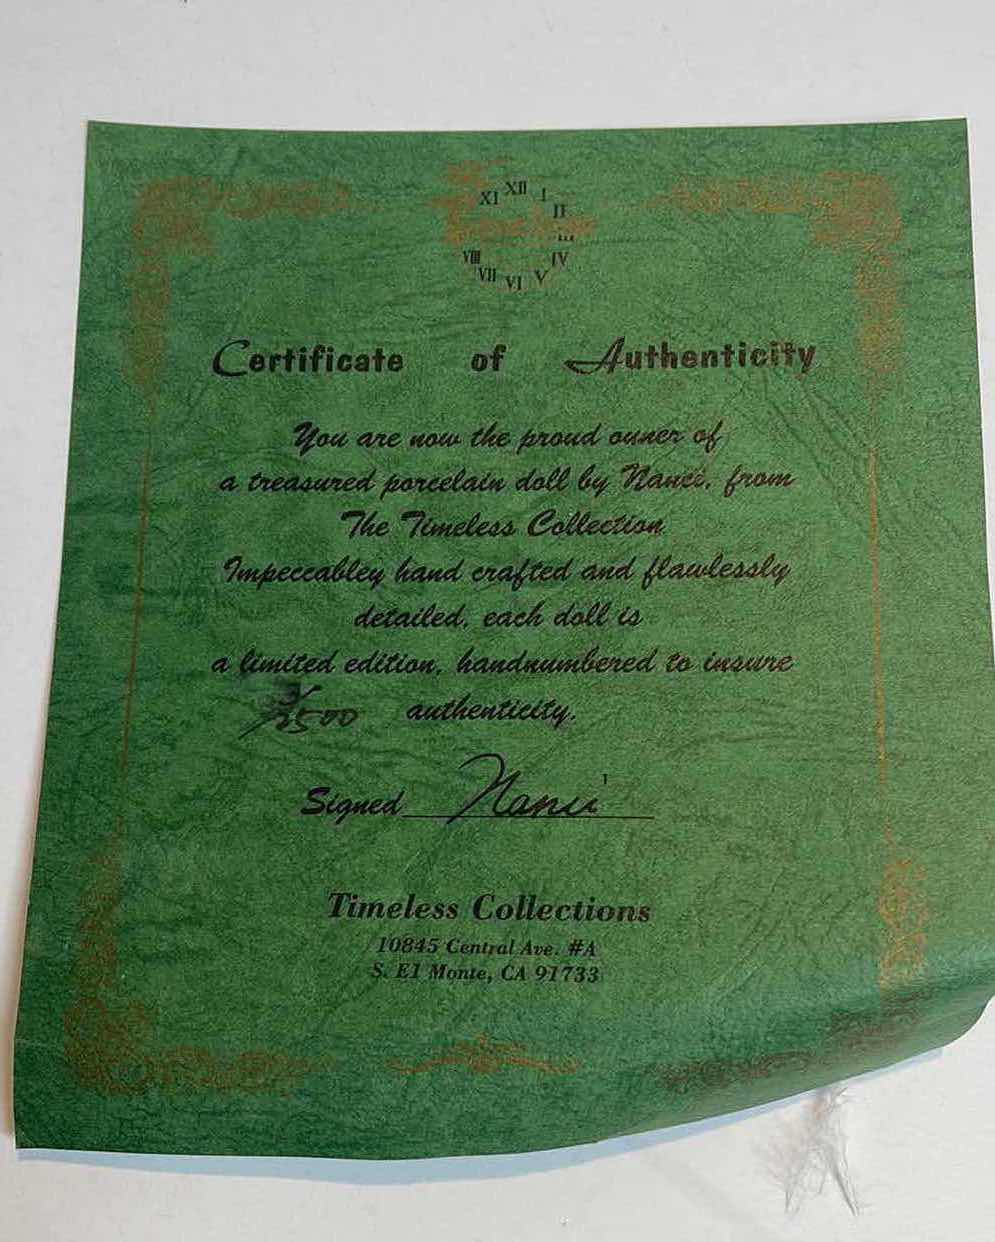 XI XII I
II
III
VIII IV
VII VI V
Certificate of Authenticity
You are now the proud owner of
a treasured porcelain doll by Nanci, from
The Timeless Collection
Impeccabley hand crafted and flawlessly
detailed, each doll is
a limited edition, handnumbered to insure
/2500 authenticity.
Signed Nanci
Timeless Collections
10845 Central Ave. #A
S. El Monte, CA 91733